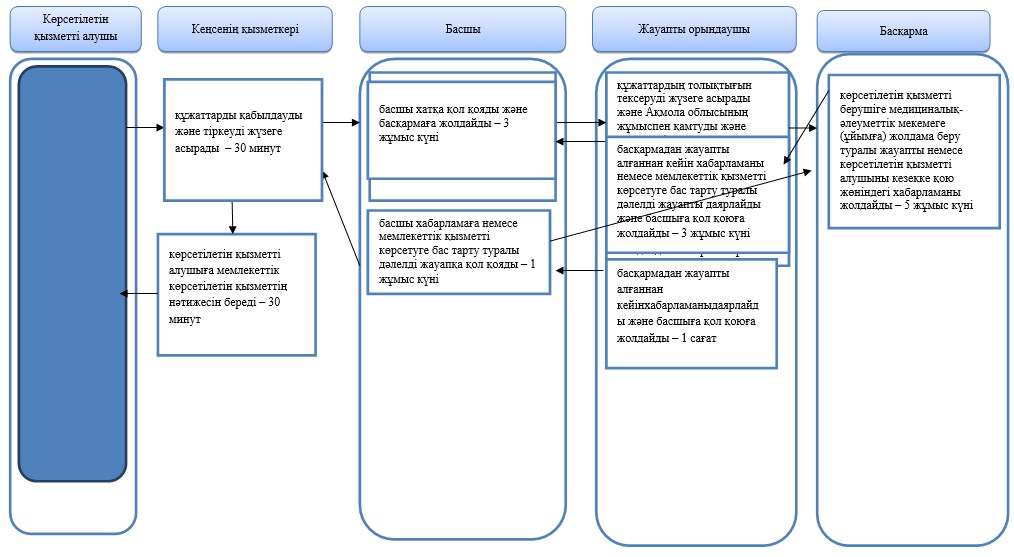 Көрсетілетін
қызметті алушы
Кеңсенің қызметкері
Басшы
Жауапты орындаушы
Басқарма
құжаттарды қабылдауды
және тіркеуді жүзеге
асырады – 30 минут
көрсетілетін қызметті
алушыға мемлекеттік
көрсетілетін қызметтің
нәтижесін береді – 30
минут
басшы хатқа қол қояды және
басқармаға жолдайды – 3
жұмыс күні
басшы хабарламаға немесе
мемлекеттік қызметті
көрсетуге бас тарту туралы
дәлелді жауапқа қол қояды – 1
жұмыс күні
құжаттардың толықтығын
тексеруді жүзеге асырады
және Ақмола облысының
жұмыспен қамтуды және
басқармадан жауапты
алғаннан кейін хабарламаны
немесе мемлекеттік қызметті
көрсетуге бас тарту туралы
дәлелді жауапты даярлайды
және басшыға қол қоюға
жолдайды – 3 жұмыс күні
басқармадан жауапты
алғаннан
кейінхабарламаныдаярлайд
ы және басшыға қол қоюға
жолдайды – 1 сағат
көрсетілетін қызметті
берушіге медициналық-
әлеуметтік мекемеге
(ұйымға) жолдама беру
туралы жауапты немесе
көрсетілетін қызметті
алушыны кезекке қою
жөніндегі хабарламаны
жолдайды – 5 жұмыс күні